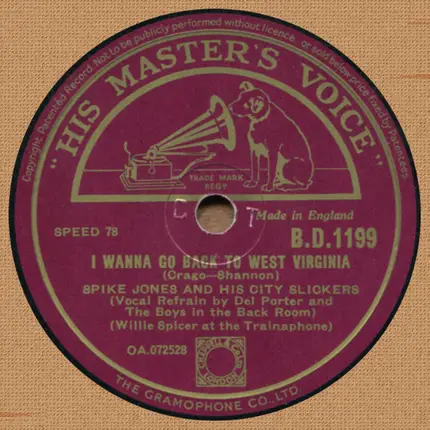 Copyright. Patented Record. Not to be publicly performed without licence, or sold below price fixed by Patentees.
"HIS MASTER'S VOICE"
TRADE MARK
REGD
C T
Made in England
SPEED 78
B.D.1199
I WANNA GO BACK TO WEST VIRGINIA
(Crago—Shannon)
SPIKE JONES AND HIS CITY SLICKERS
(Vocal Refrain by Del Porter and
The Boys in the Back Room)
(Willie Spicer at the Trainaphone)
OA.072528
THE GRAMOPHONE CO., LTD